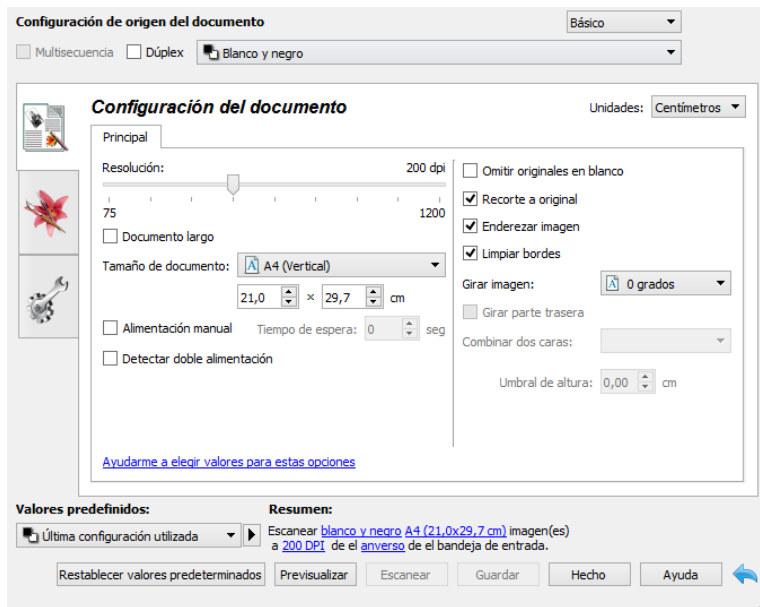 Configuración de origen del documento
Básico
Multisecuencia
Dúplex
Blanco y negro
Configuración del documento
Unidades:
Centímetros
Principal
Resolución:
200 dpi
75
1200
Documento largo
Tamaño de documento:
A4 (Vertical)
21,0
×
29,7
cm
Alimentación manual
Tiempo de espera:
0
seg
Detectar doble alimentación
Omitir originales en blanco
Recorte a original
Enderezar imagen
Limpiar bordes
Girar imagen:
0 grados
Girar parte trasera
Combinar dos caras:
Umbral de altura:
0,00
cm
Ayudarme a elegir valores para estas opciones
Valores predefinidos:
Última configuración utilizada
Resumen:
Escanear blanco y negro A4 (21,0x29,7 cm) imagen(es)
a 200 DPI de el anverso de el bandeja de entrada.
Restablecer valores predeterminados
Previsualizar
Escanear
Guardar
Hecho
Ayuda